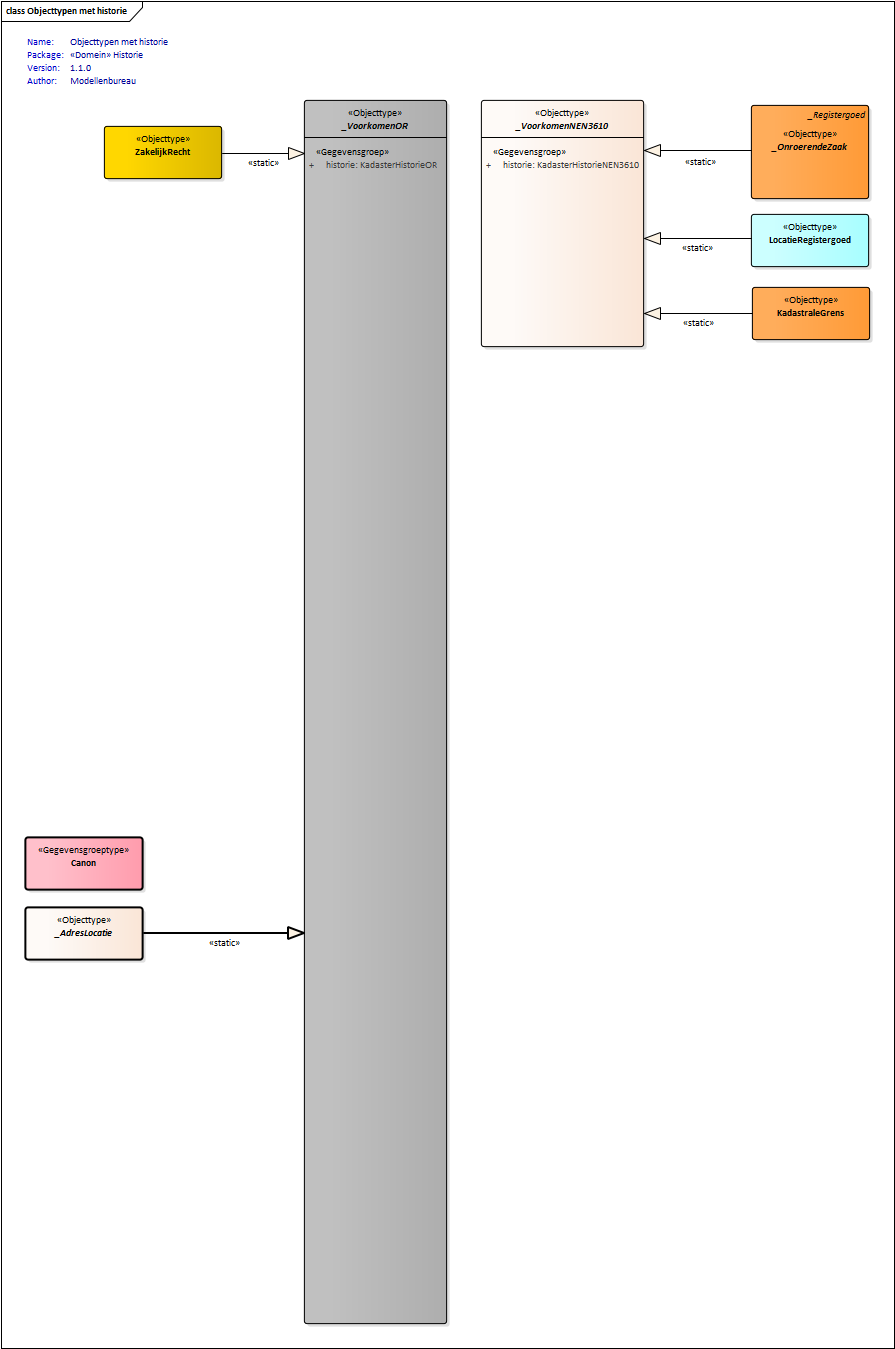 class Objecttypen met historie
Name: Objecttypen met historie
Package: «Domein» Historie
Version: 1.1.0
Author: Modellenbureau
«Objecttype»
ZakelijkRecht
«static»
«Objecttype»
_VoorkomenOR
«Gegevensgroep»
+ historie: KadasterHistorieOR
«Objecttype»
_VoorkomenNEN3610
«Gegevensgroep»
+ historie: KadasterHistorieNEN3610
«static»
_Registergoed
«Objecttype»
_OnroerendeZaak
«static»
«Objecttype»
LocatieRegistergoed
«static»
«Objecttype»
KadastraleGrens
«Gegevensgroeptype»
Canon
«Objecttype»
_AdresLocatie
«static»